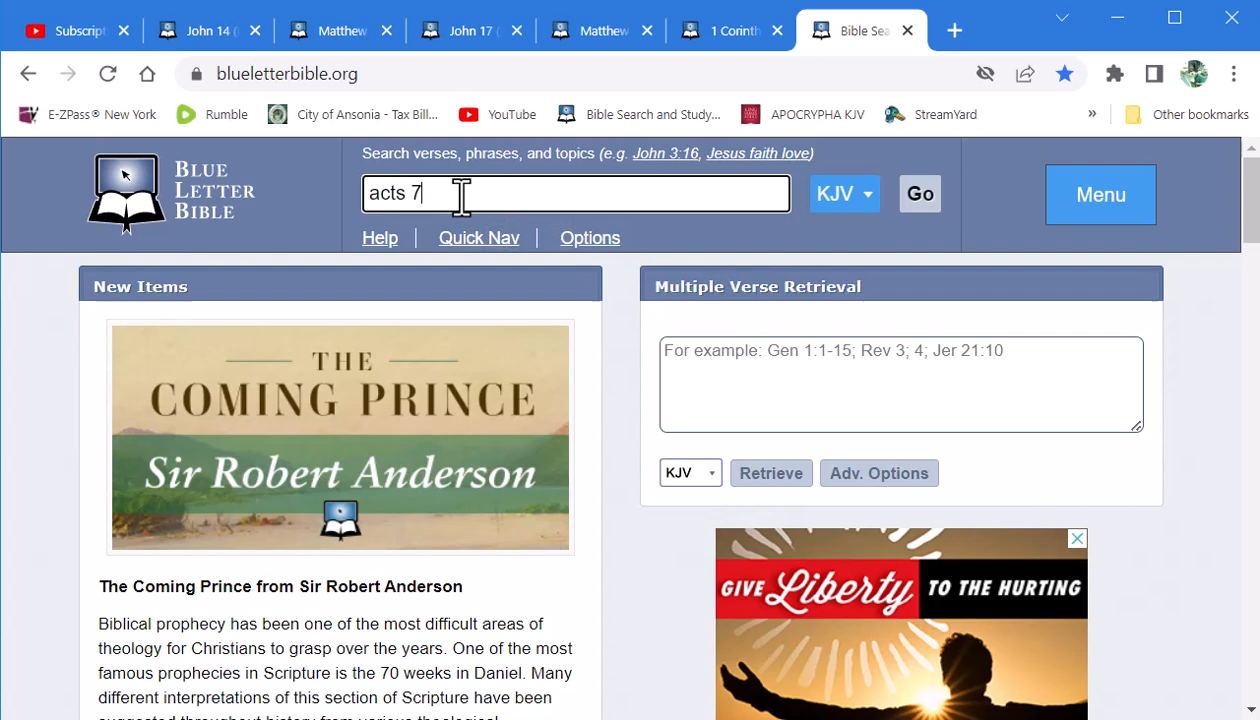 Subscript
John 14 (
Matthew
John 17 (
Matthew
1 Corinth
Bible Sea
blueletterbible.org
E-ZPass® New York
Rumble
City of Ansonia - Tax Bill...
YouTube
Bible Search and Study...
APOCRYPHA KJV
StreamYard
»
Other bookmarks
BLUE
LETTER
BIBLE
Search verses, phrases, and topics (e.g. John 3:16, Jesus faith love)
acts 7
KJV
Go
Menu
Help
Quick Nav
Options
New Items
THE
COMING PRINCE
Sir Robert Anderson
The Coming Prince from Sir Robert Anderson
Biblical prophecy has been one of the most difficult areas of
theology for Christians to grasp over the years. One of the most
famous prophecies in Scripture is the 70 weeks in Daniel. Many
different interpretations of this section of Scripture have been
suggested throughout history from various theological
Multiple Verse Retrieval
For example: Gen 1:1-15; Rev 3; 4; Jer 21:10
KJV
Retrieve
Adv. Options
GIVE Liberty TO THE HURTING